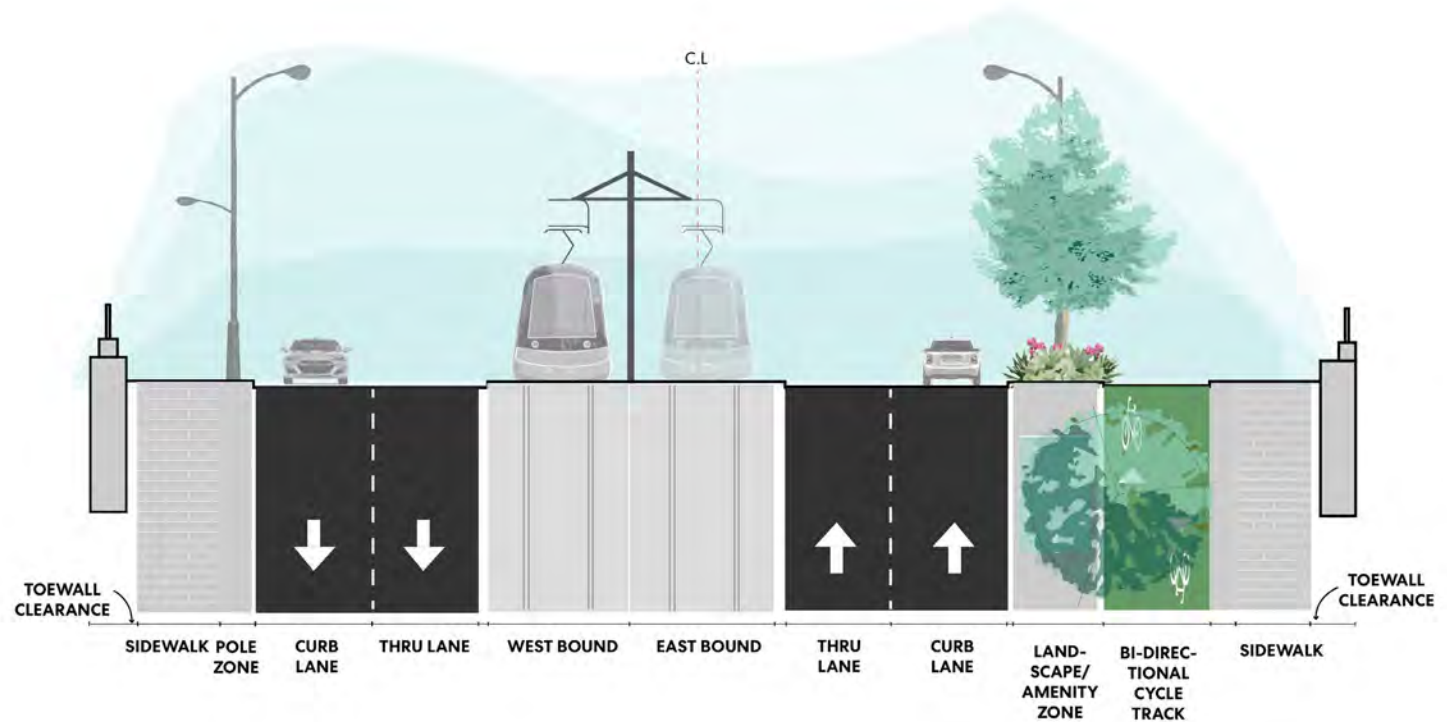 C.L
TOEWALL
CLEARANCE
SIDEWALK
POLE
ZONE
CURB
LANE
THRU LANE
WEST BOUND
EAST BOUND
THRU
LANE
CURB
LANE
LAND-
SCAPE/
AMENITY
ZONE
BI-DIREC-
TIONAL
CYCLE
TRACK
SIDEWALK
TOEWALL
CLEARANCE